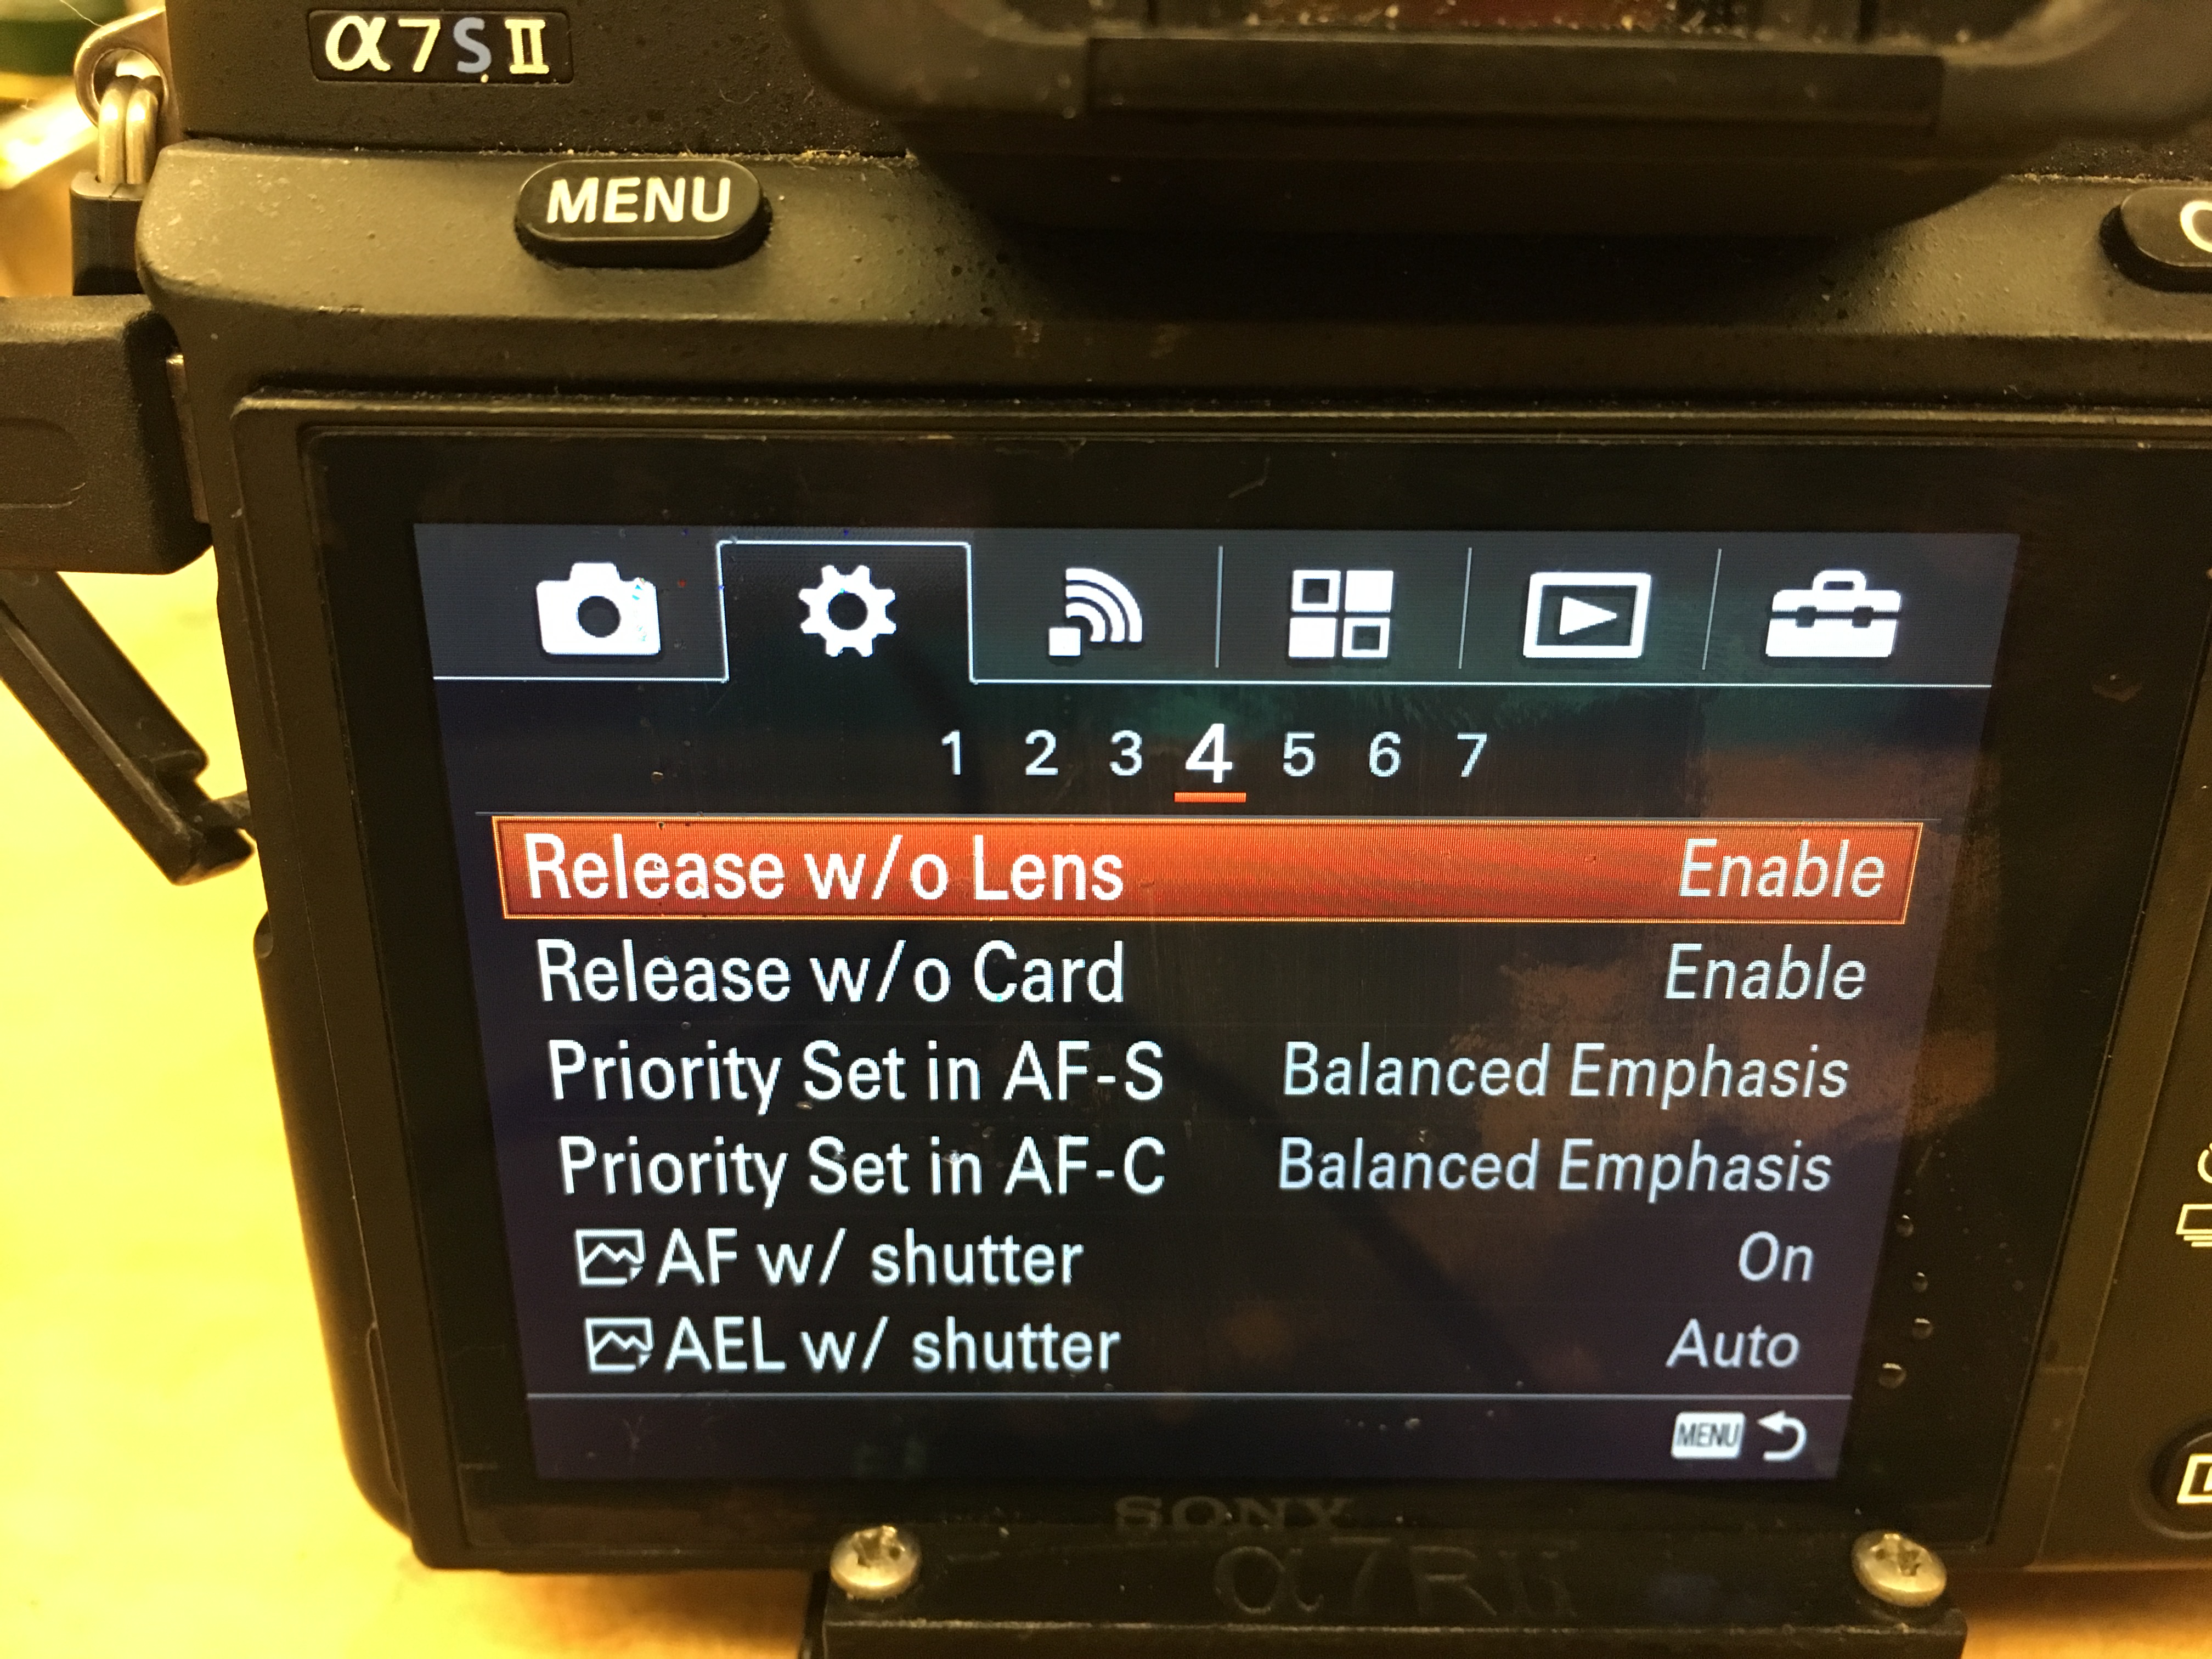 α7SII
MENU
1 2 3 4 5 6 7
Release w/o Lens Enable
Release w/o Card Enable
Priority Set in AF-S Balanced Emphasis
Priority Set in AF-C Balanced Emphasis
AF w/ shutter On
AEL w/ shutter Auto
MENU
SONY
α7RII